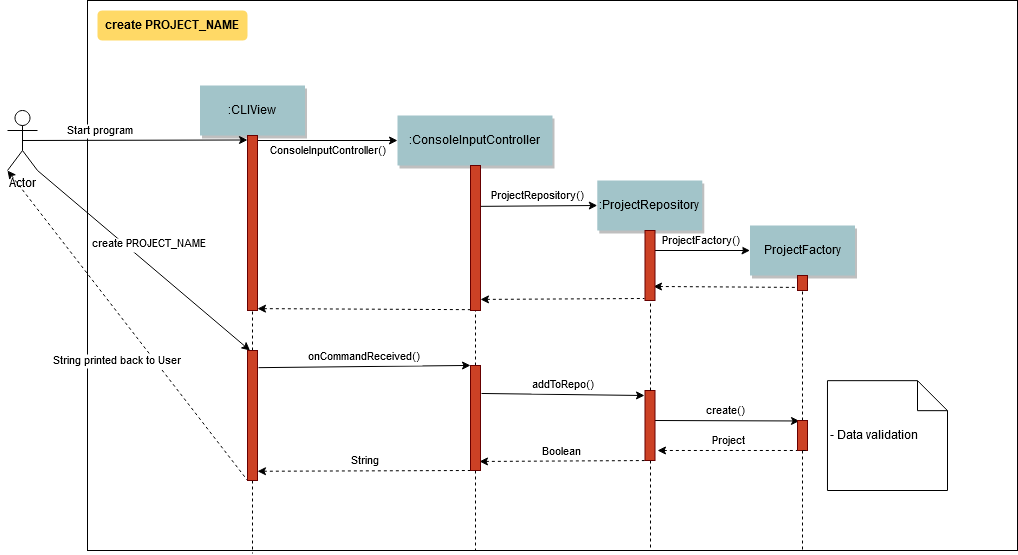 create PROJECT_NAME
:CLIView
Start program
ConsoleInputController()
:ConsoleInputController
Actor
ProjectRepository()
:ProjectRepository
ProjectFactory()
ProjectFactory
create PROJECT_NAME
String printed back to User
onCommandReceived()
addToRepo()
create()
- Data validation
Project
Boolean
String